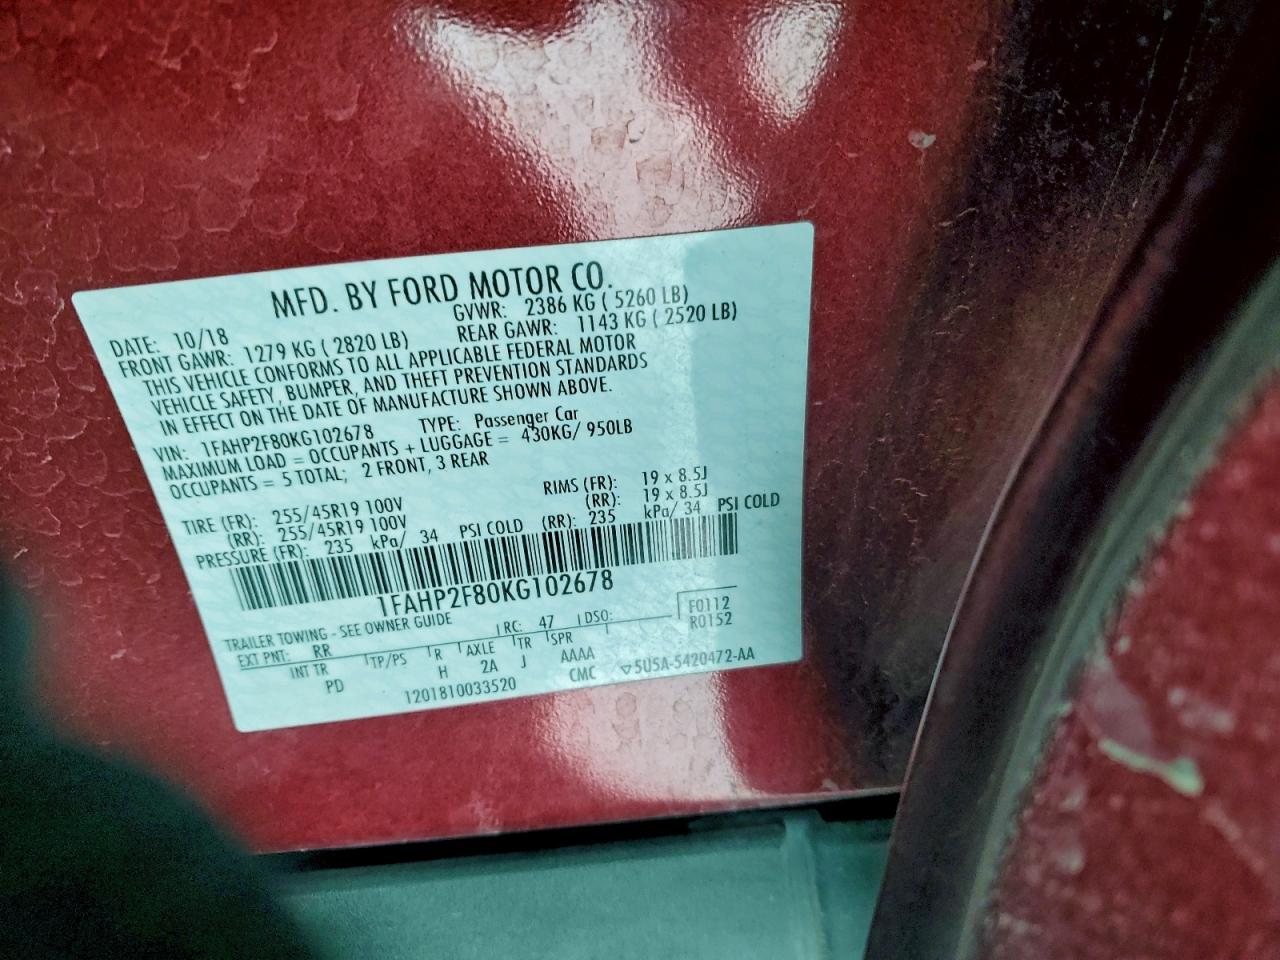 MFD. BY FORD MOTOR CO.
DATE: 10/18 GVWR: 2386 KG ( 5260 LB)
FRONT GAWR: 1279 KG ( 2820 LB) REAR GAWR: 1143 KG ( 2520 LB)
THIS VEHICLE CONFORMS TO ALL APPLICABLE FEDERAL MOTOR
VEHICLE SAFETY, BUMPER, AND THEFT PREVENTION STANDARDS
IN EFFECT ON THE DATE OF MANUFACTURE SHOWN ABOVE.
VIN: 1FAHP2F80KG102678 TYPE: Passenger Car
MAXIMUM LOAD = OCCUPANTS + LUGGAGE = 430KG/ 950LB
OCCUPANTS = 5 TOTAL; 2 FRONT, 3 REAR
TIRE (FR): 255/45R19 100V RIMS (FR): 19 x 8.5J
(RR): 255/45R19 100V (RR): 19 x 8.5J
PRESSURE (FR): 235 kPa/ 34 PSI COLD (RR): 235 kPa/ 34 PSI COLD
1FAHP2F80KG102678
TRAILER TOWING - SEE OWNER GUIDE
EXT PNT: RR RC: 47 DSO: F0112
R0152
INT TR TP/PS R AXLE TR SPR
PD H 2A J AAAA
1201810033520 CMC ▽5U5A-5420472-AA